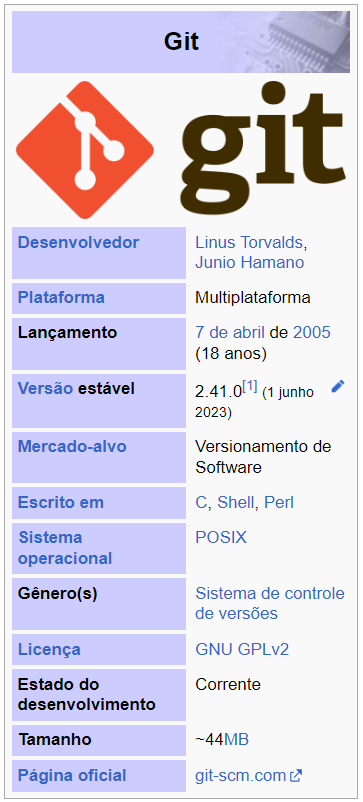 Git
git
Desenvolvedor
Linus Torvalds,
Junio Hamano
Plataforma
Multiplataforma
Lançamento
7 de abril de 2005
(18 anos)
Versão estável
2.41.0[1] (1 junho
2023)
Mercado-alvo
Versionamento de
Software
Escrito em
C, Shell, Perl
Sistema
operacional
POSIX
Gênero(s)
Sistema de controle
de versões
Licença
GNU GPLv2
Estado do
desenvolvimento
Corrente
Tamanho
~44MB
Página oficial
git-scm.com